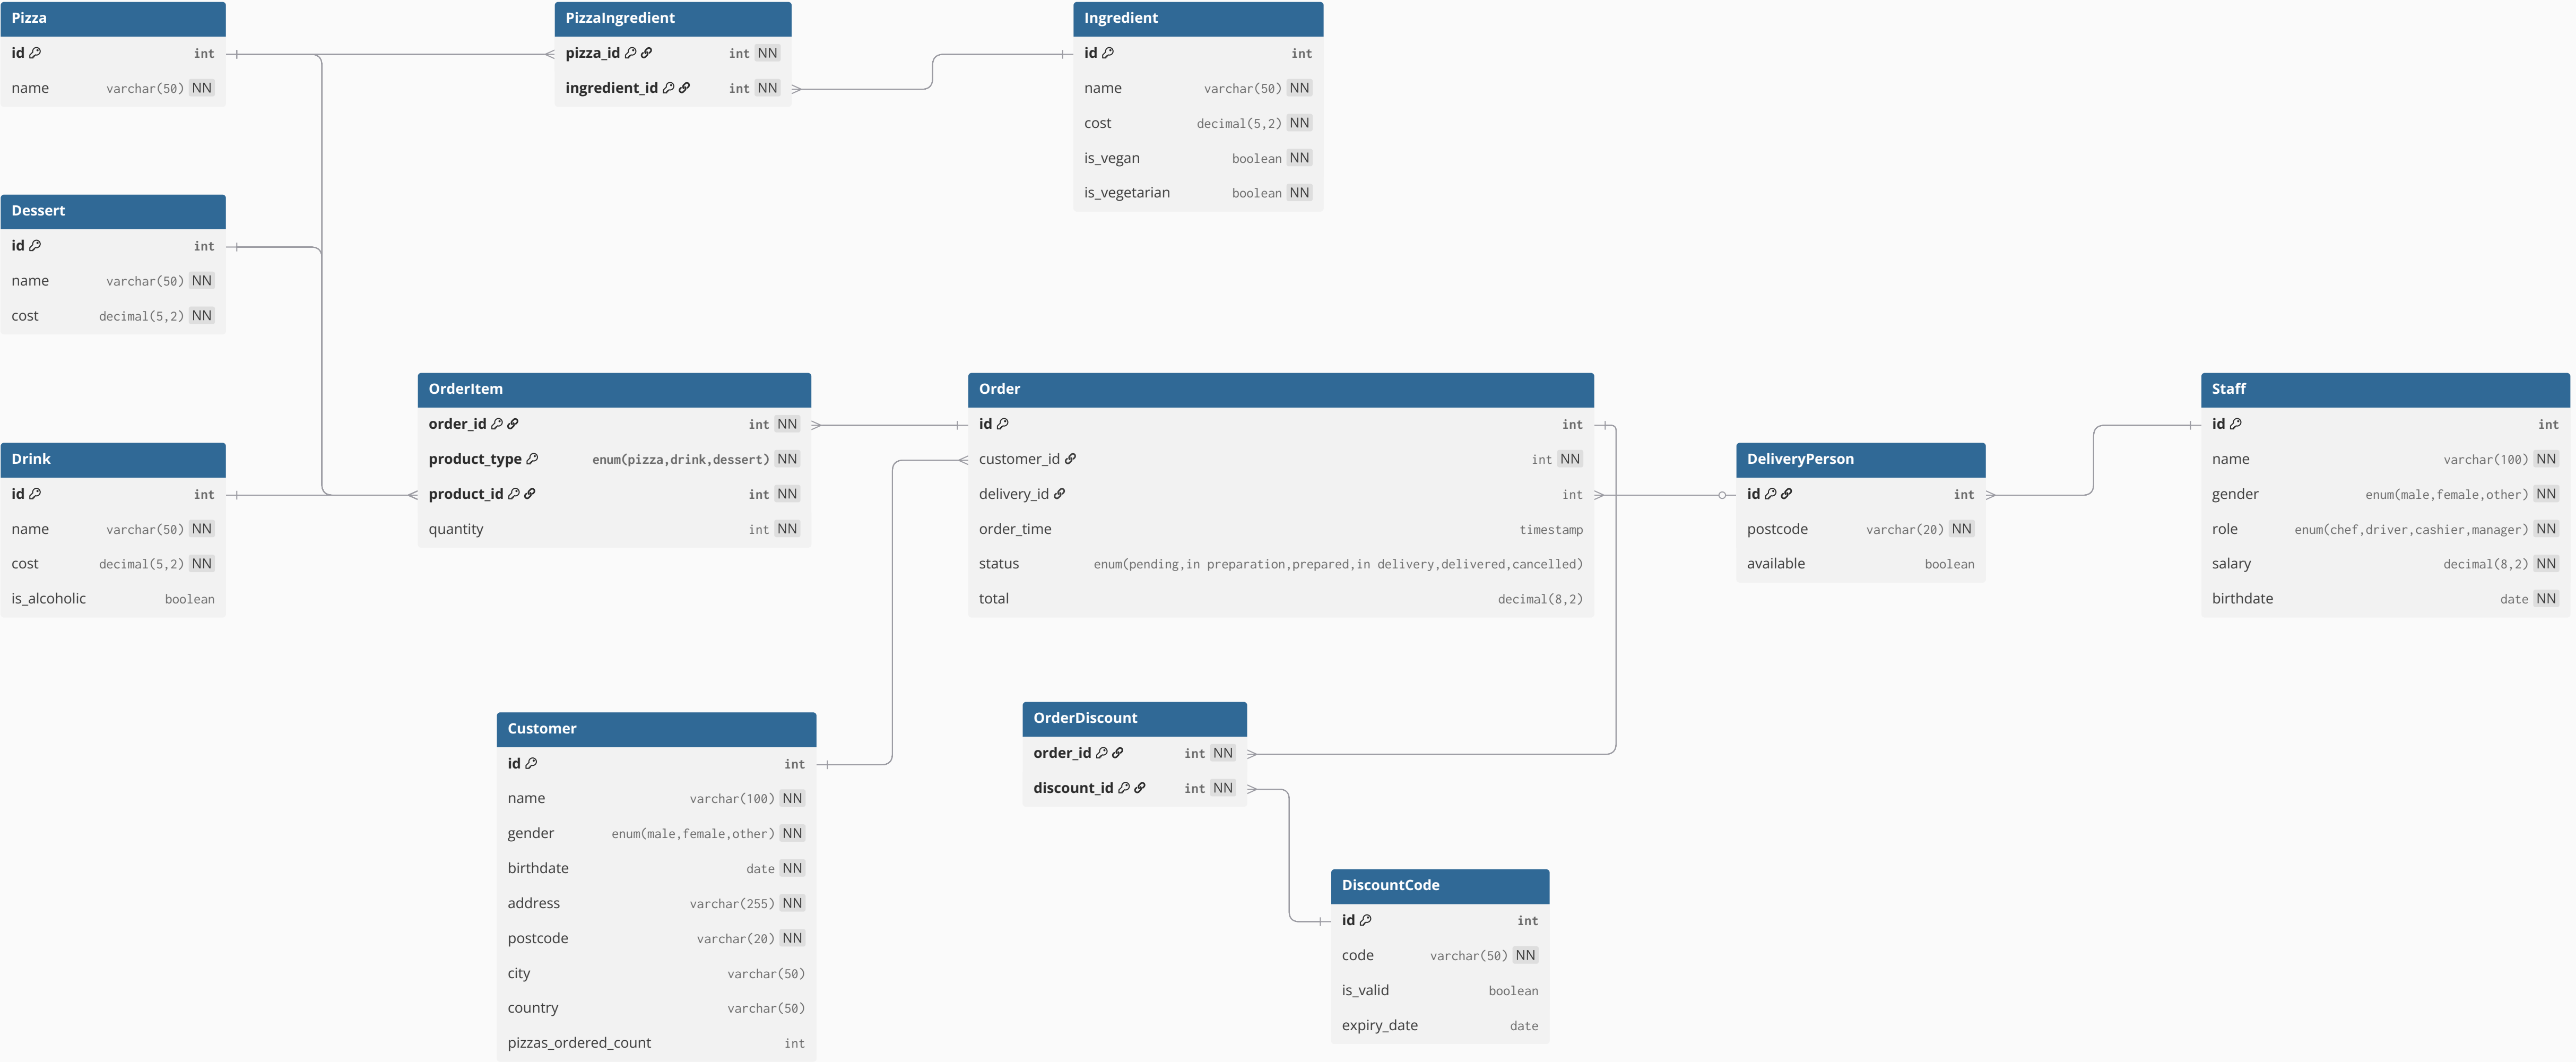 Pizza
id int
name varchar(50) NN
PizzaIngredient
pizza_id int NN
ingredient_id int NN
Ingredient
id int
name varchar(50) NN
cost decimal(5,2) NN
is_vegan boolean NN
is_vegetarian boolean NN
Dessert
id int
name varchar(50) NN
cost decimal(5,2) NN
Drink
id int
name varchar(50) NN
cost decimal(5,2) NN
is_alcoholic boolean
OrderItem
order_id int NN
product_type enum(pizza,drink,dessert) NN
product_id int NN
quantity int NN
Order
id int
customer_id int NN
delivery_id int
order_time timestamp
status enum(pending,in preparation,prepared,in delivery,delivered,cancelled)
total decimal(8,2)
DeliveryPerson
id int
postcode varchar(20) NN
available boolean
Staff
id int
name varchar(100) NN
gender enum(male,female,other) NN
role enum(chef,driver,cashier,manager) NN
salary decimal(8,2) NN
birthdate date NN
Customer
id int
name varchar(100) NN
gender enum(male,female,other) NN
birthdate date NN
address varchar(255) NN
postcode varchar(20) NN
city varchar(50)
country varchar(50)
pizzas_ordered_count int
OrderDiscount
order_id int NN
discount_id int NN
DiscountCode
id int
code varchar(50) NN
is_valid boolean
expiry_date date